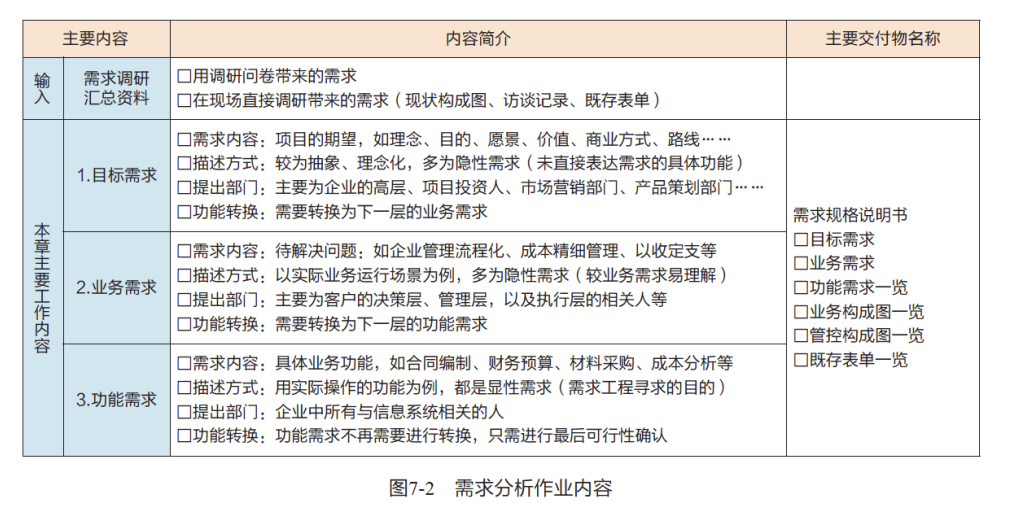 主要内容
内容简介
主要交付物名称
输入
需求调研
汇总资料
□用调研问卷带来的需求
□在现场直接调研带来的需求（现状构成图、访谈记录、既存表单）
本章主要工作内容
1.目标需求
□需求内容：项目的期望，如理念、目的、愿景、价值、商业方式、路线……
□描述方式：较为抽象、理念化，多为隐性需求（未直接表达需求的具体功能）
□提出部门：主要为企业的高层、项目投资人、市场营销部门、产品策划部门……
□功能转换：需要转换为下一层的业务需求
2.业务需求
□需求内容：待解决问题：如企业管理流程化、成本精细管理、以收定支等
□描述方式：以实际业务运行场景为例，多为隐性需求（较业务需求易理解）
□提出部门：主要为客户的决策层、管理层，以及执行层的相关人等
□功能转换：需要转换为下一层的功能需求
3.功能需求
□需求内容：具体业务功能，如合同编制、财务预算、材料采购、成本分析等
□描述方式：用实际操作的功能为例，都是显性需求（需求工程寻求的目的）
□提出部门：企业中所有与信息系统相关的人
□功能转换：功能需求不再需要进行转换，只需进行最后可行性确认
需求规格说明书
□目标需求
□业务需求
□功能需求一览
□业务构成图一览
□管控构成图一览
□既存表单一览
图7-2 需求分析作业内容